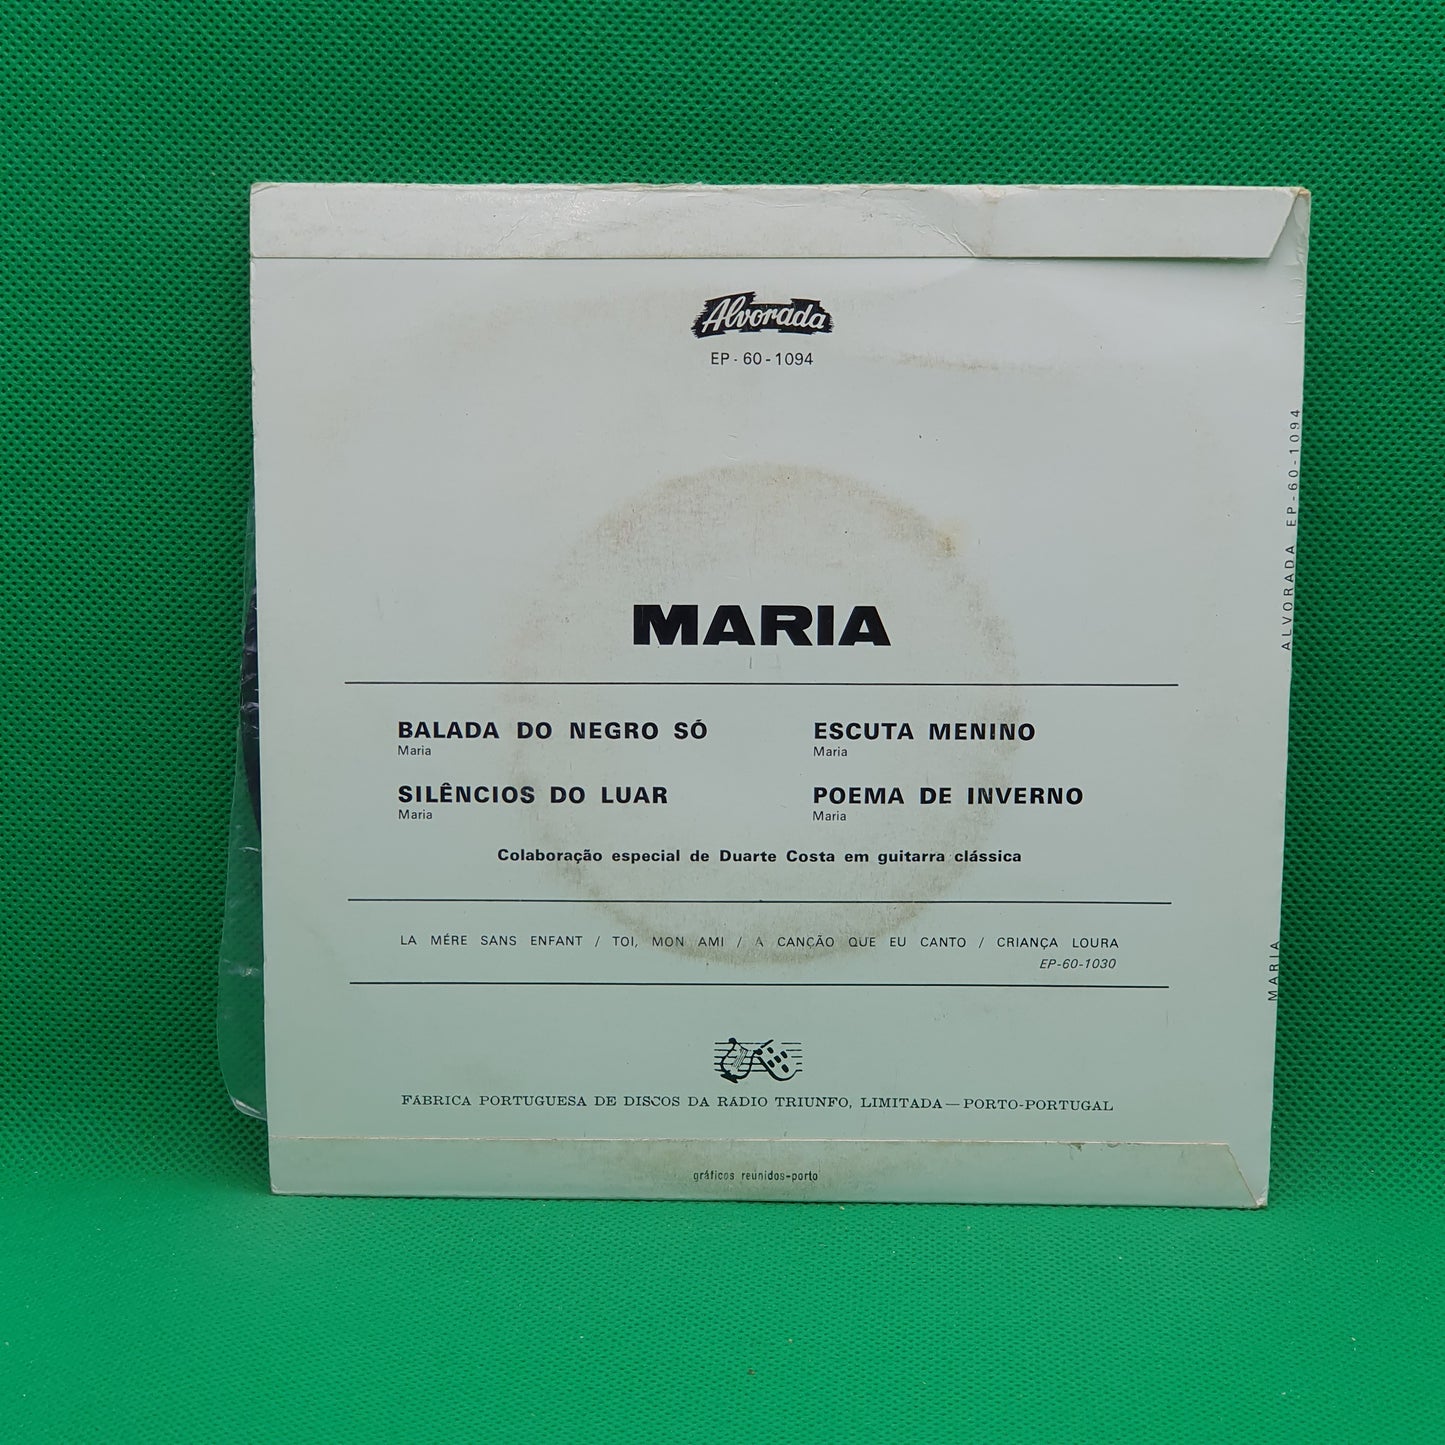 Alvorada
EP - 60 - 1094
MARIA
BALADA DO NEGRO SÓ
Maria
ESCUTA MENINO
Maria
SILÊNCIOS DO LUAR
Maria
POEMA DE INVERNO
Maria
Colaboração especial de Duarte Costa em guitarra clássica
LA MÉRE SANS ENFANT / TOI, MON AMI / A CANÇÃO QUE EU CANTO / CRIANÇA LOURA
EP-60-1030
FÁBRICA PORTUGUESA DE DISCOS DA RÁDIO TRIUNFO, LIMITADA — PORTO-PORTUGAL
gráficos reunidos-porto
ALVORADA EP-60-1094
MARIA